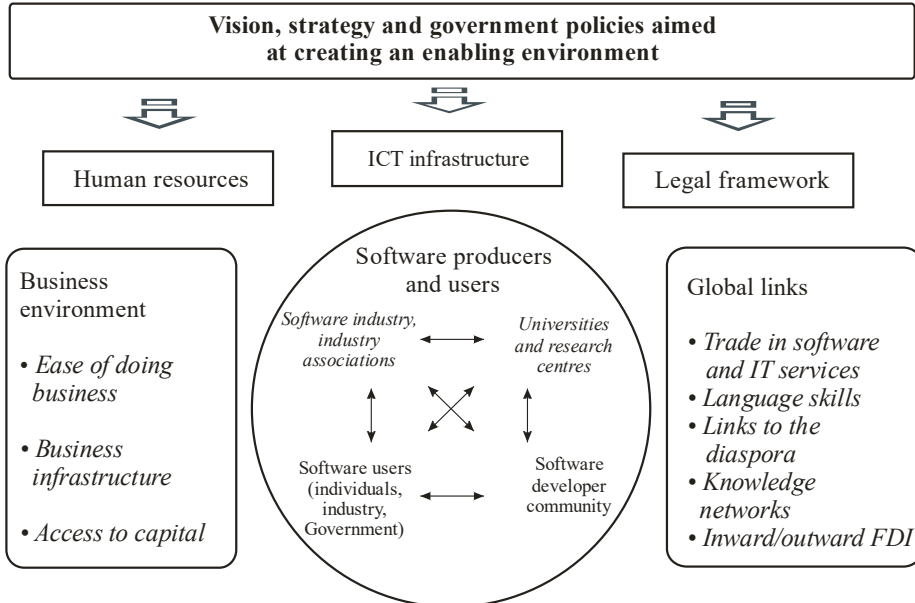 Vision, strategy and government policies aimed
at creating an enabling environment
Human resources
ICT infrastructure
Legal framework
Business
environment
• Ease of doing
business
• Business
infrastructure
• Access to capital
Software producers
and users
Software industry,
industry
associations
Universities
and research
centres
Software users
(individuals,
industry,
Government)
Software
developer
community
Global links
• Trade in software
and IT services
• Language skills
• Links to the
diaspora
• Knowledge
networks
• Inward/outward FDI